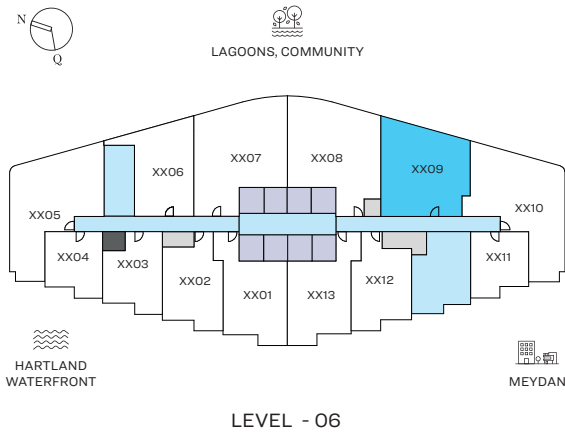 N
Q
LAGOONS, COMMUNITY
XX07
XX08
XX06
XX09
XX05
XX10
XX04
XX03
XX02
XX01
XX13
XX12
XX11
HARTLAND
WATERFRONT
MEYDAN
LEVEL - 06